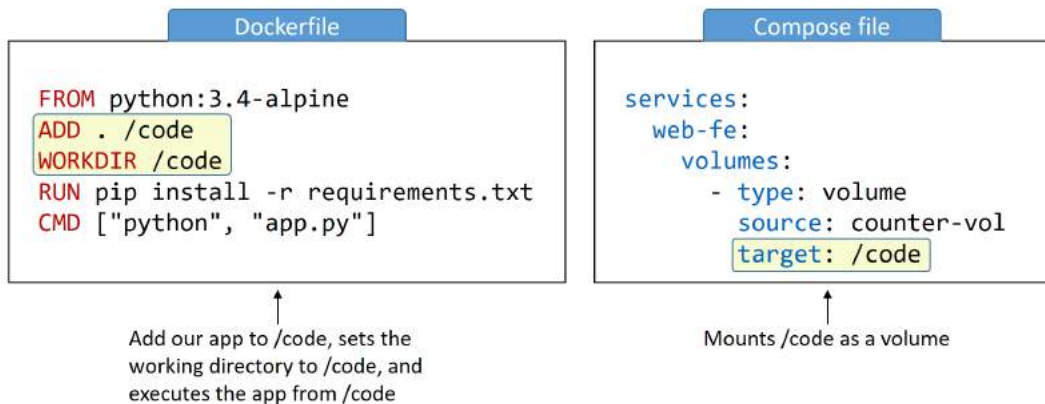 Dockerfile
FROM python:3.4-alpine
ADD . /code
WORKDIR /code
RUN pip install -r requirements.txt
CMD ["python", "app.py"]
Add our app to /code, sets the
working directory to /code, and
executes the app from /code
Compose file
services:
  web-fe:
    volumes:
      - type: volume
        source: counter-vol
        target: /code
Mounts /code as a volume